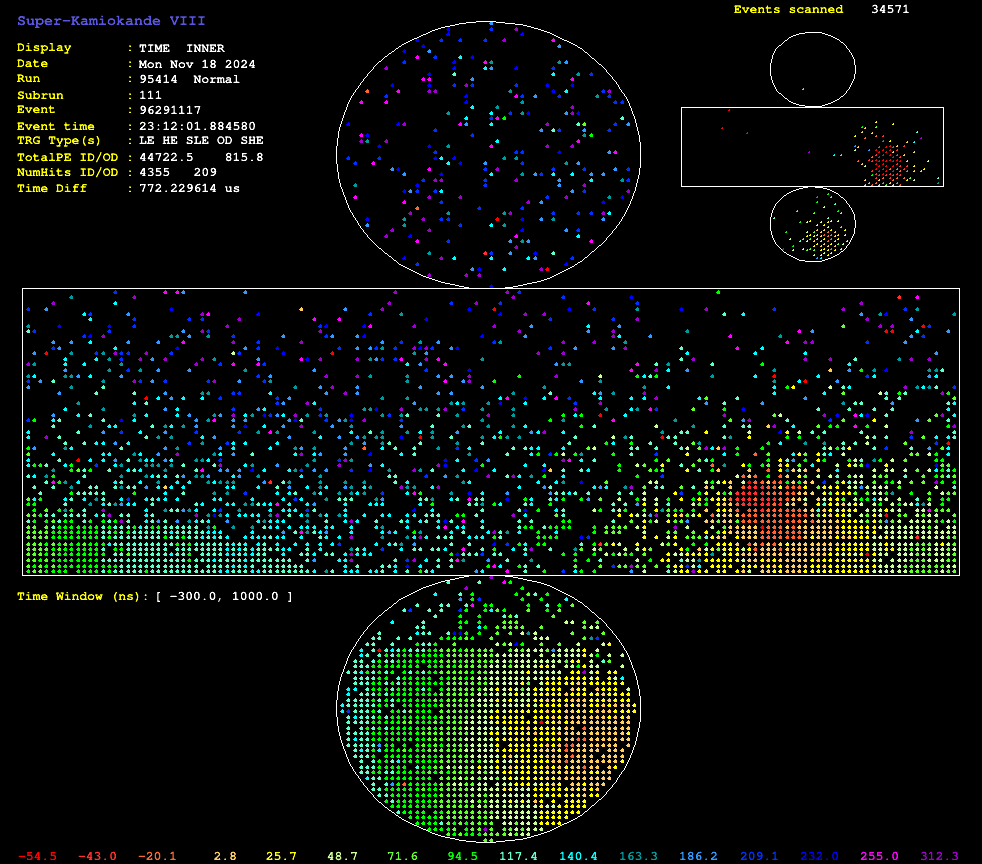 Super-Kamiokande VIII
Events scanned 34571
Display : TIME INNER
Date : Mon Nov 18 2024
Run : 95414 Normal
Subrun : 111
Event : 96291117
Event time : 23:12:01.884580
TRG Type(s) : LE HE SLE OD SHE
TotalPE ID/OD : 44722.5 815.8
NumHits ID/OD : 4355 209
Time Diff : 772.229614 us
Time Window (ns): [ -300.0, 1000.0 ]
-54.5 -43.0 -20.1 2.8 25.7 48.7 71.6 94.5 117.4 140.4 163.3 186.2 209.1 232.0 255.0 312.3